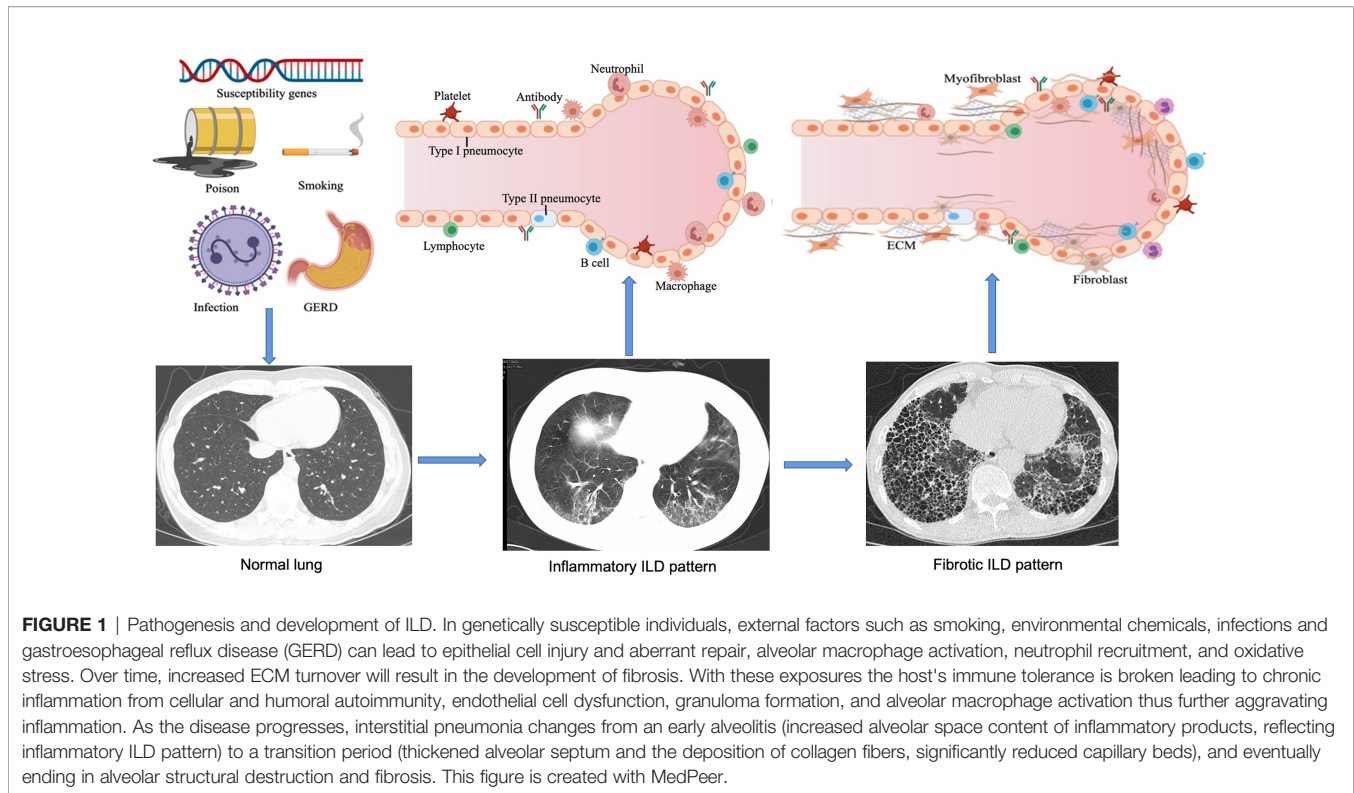 Susceptibility genes
Poison
Smoking
Infection
GERD
Platelet
Antibody
Neutrophil
Type I pneumocyte
Type II pneumocyte
Lymphocyte
B cell
Macrophage
Myofibroblast
ECM
Fibroblast
Normal lung
Inflammatory ILD pattern
Fibrotic ILD pattern
FIGURE 1 | Pathogenesis and development of ILD. In genetically susceptible individuals, external factors such as smoking, environmental chemicals, infections and
gastroesophageal reflux disease (GERD) can lead to epithelial cell injury and aberrant repair, alveolar macrophage activation, neutrophil recruitment, and oxidative
stress. Over time, increased ECM turnover will result in the development of fibrosis. With these exposures the host's immune tolerance is broken leading to chronic
inflammation from cellular and humoral autoimmunity, endothelial cell dysfunction, granuloma formation, and alveolar macrophage activation thus further aggravating
inflammation. As the disease progresses, interstitial pneumonia changes from an early alveolitis (increased alveolar space content of inflammatory products, reflecting
inflammatory ILD pattern) to a transition period (thickened alveolar septum and the deposition of collagen fibers, significantly reduced capillary beds), and eventually
ending in alveolar structural destruction and fibrosis. This figure is created with MedPeer.